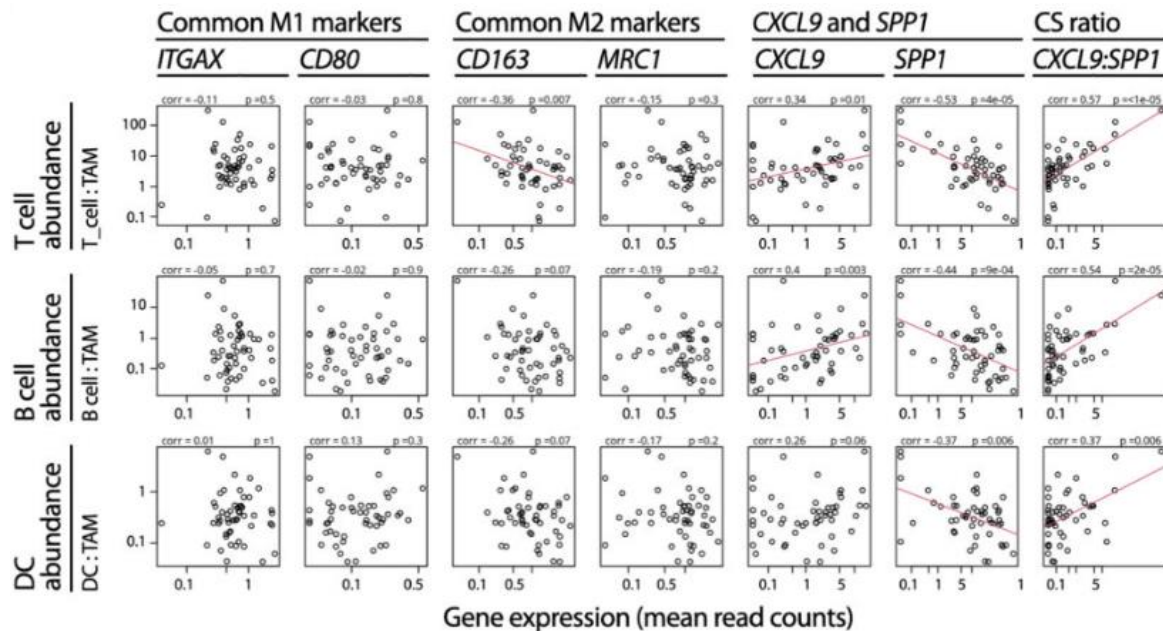 Common M1 markers Common M2 markers CXCL9 and SPP1 CS ratio
ITGAX CD80 CD163 MRC1 CXCL9 SPP1 CXCL9:SPP1
T cell abundance
T_cell : TAM
corr = -0.11 p =0.5 corr = -0.03 p =0.8 corr = -0.36 p =0.007 corr = -0.15 p =0.3 corr = 0.34 p =0.01 corr = -0.53 p =4e-05 corr = 0.57 p =<1e-05
100
10
1
0.1
0.1 1 0.1 0.5 0.5 0.1 0.5 0.1 1 5 0.1 1 5 1 0.1 1 5
B cell abundance
B cell : TAM
corr = -0.05 p =0.7 corr = -0.02 p =0.9 corr = -0.26 p =0.07 corr = -0.19 p =0.2 corr = 0.4 p =0.003 corr = -0.44 p =9e-04 corr = 0.54 p =2e-05
10
1
0.1
0.1 1 0.1 0.5 0.1 0.5 0.1 0.5 0.1 1 5 0.1 1 5 1 0.1 1 5
DC abundance
DC : TAM
corr = 0.01 p =1 corr = 0.13 p =0.3 corr = -0.26 p =0.07 corr = -0.17 p =0.2 corr = 0.26 p =0.06 corr = -0.37 p =0.006 corr = 0.37 p =0.006
1
0.1
0.1 1 0.1 0.5 0.1 0.5 0.1 0.5 0.1 1 5 0.1 1 5 1 0.1 1 5
Gene expression (mean read counts)